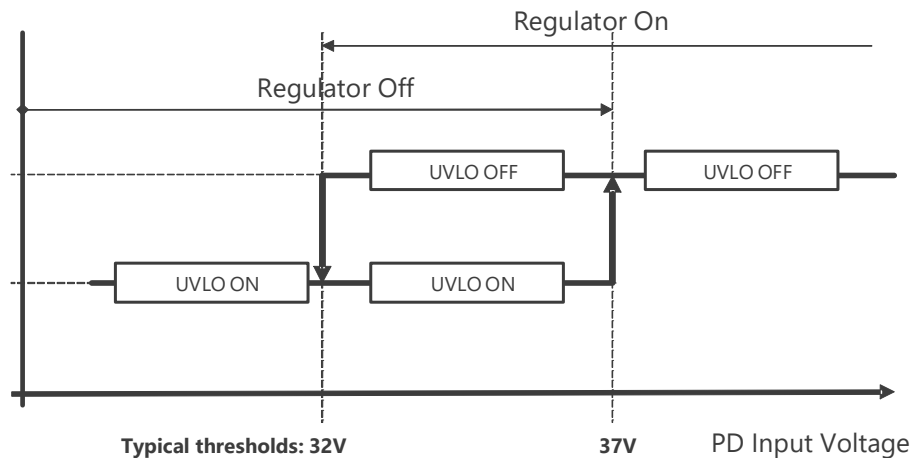 Regulator On
Regulator Off
UVLO OFF
UVLO OFF
UVLO ON
UVLO ON
Typical thresholds: 32V
37V
PD Input Voltage